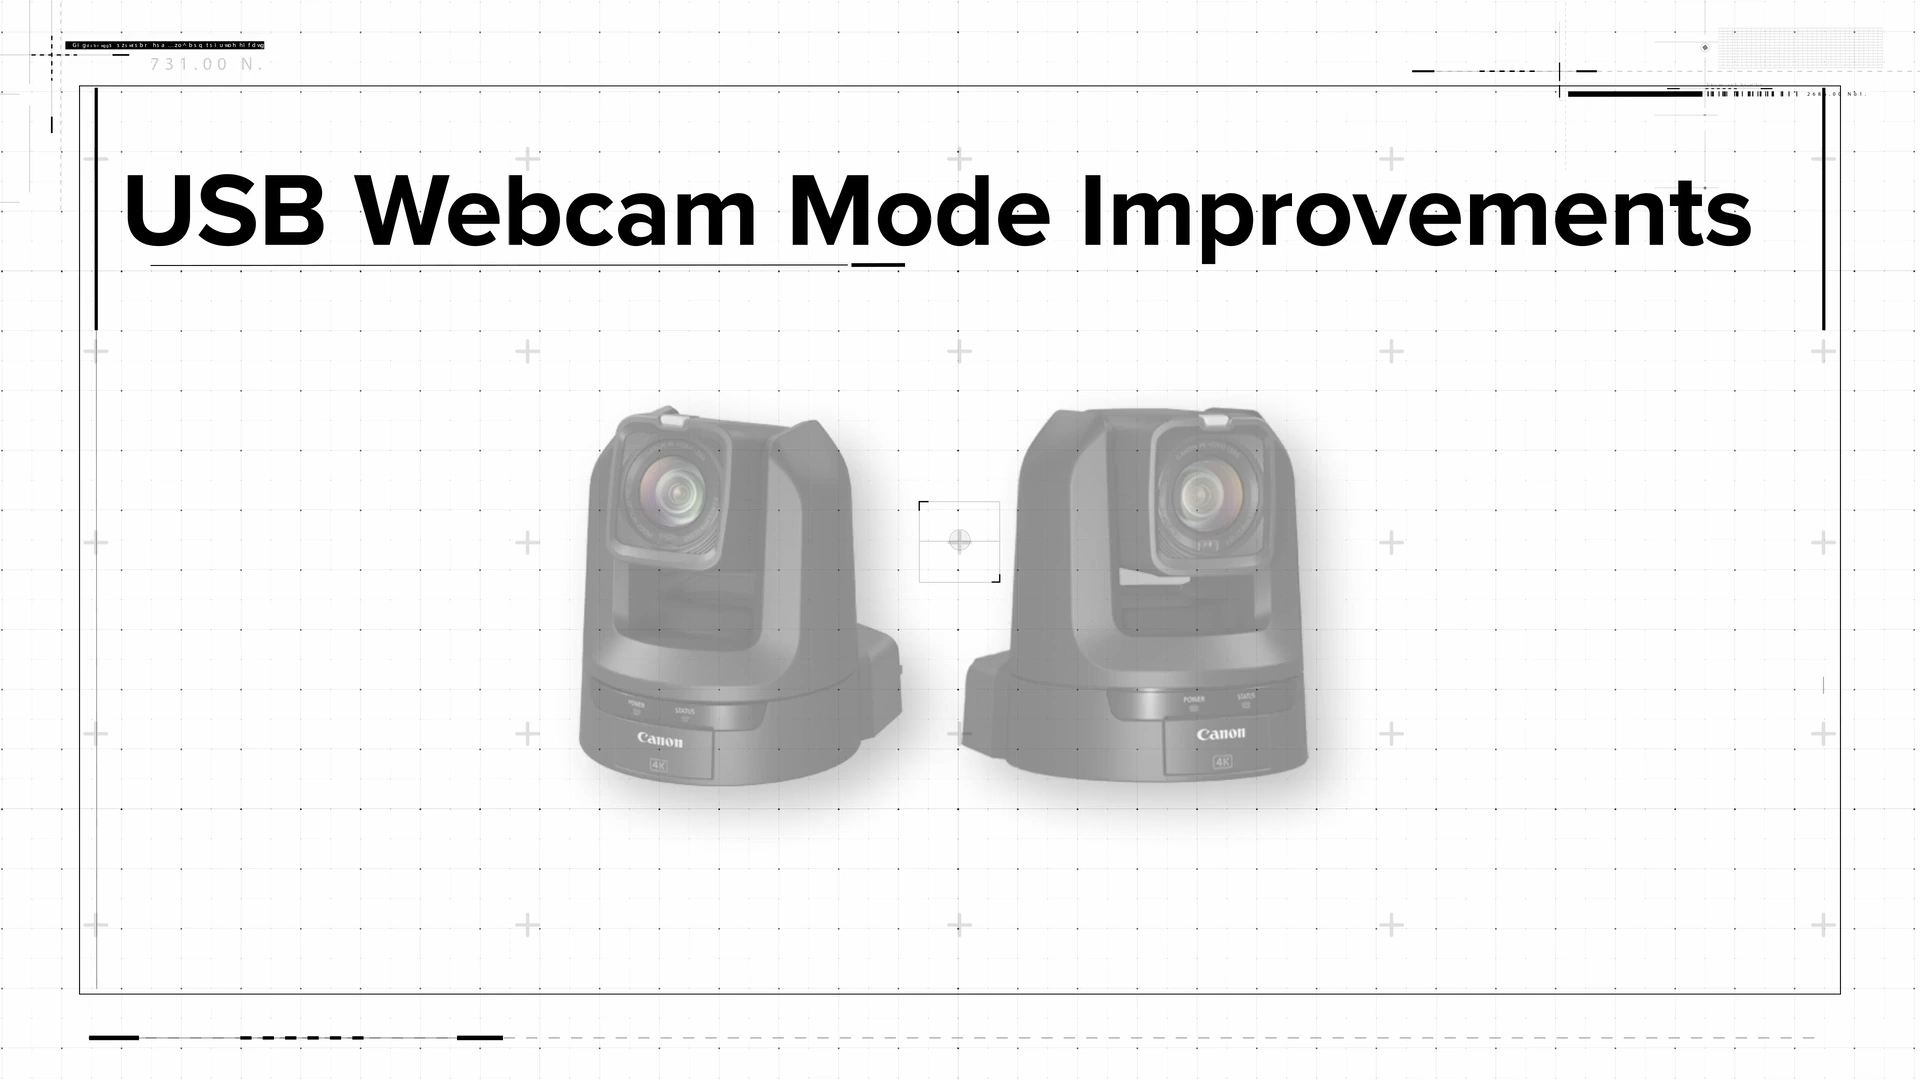 731.00 N.
USB Webcam Mode Improvements
POWER STATUS
Canon
4K
POWER STATUS
Canon
4K